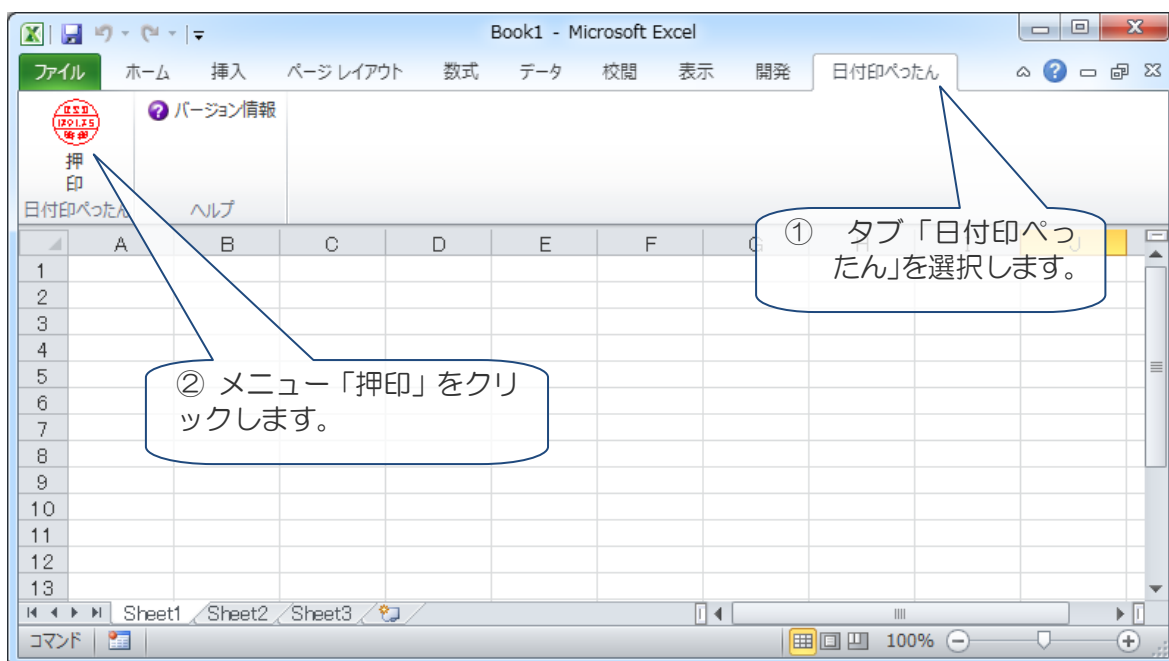 Book1 - Microsoft Excel
ファイル ホーム 挿入 ページ レイアウト 数式 データ 校閲 表示 開発 日付印ぺったん
バージョン情報
押
印
日付印ぺったん ヘルプ
① タブ「日付印ぺっ
たん」を選択します。
A B C D E F G H I J
1
2
3
4
5
6
7
8
9
10
11
12
13
② メニュー「押印」をクリ
ックします。
Sheet1 Sheet2 Sheet3
コマンド 100%